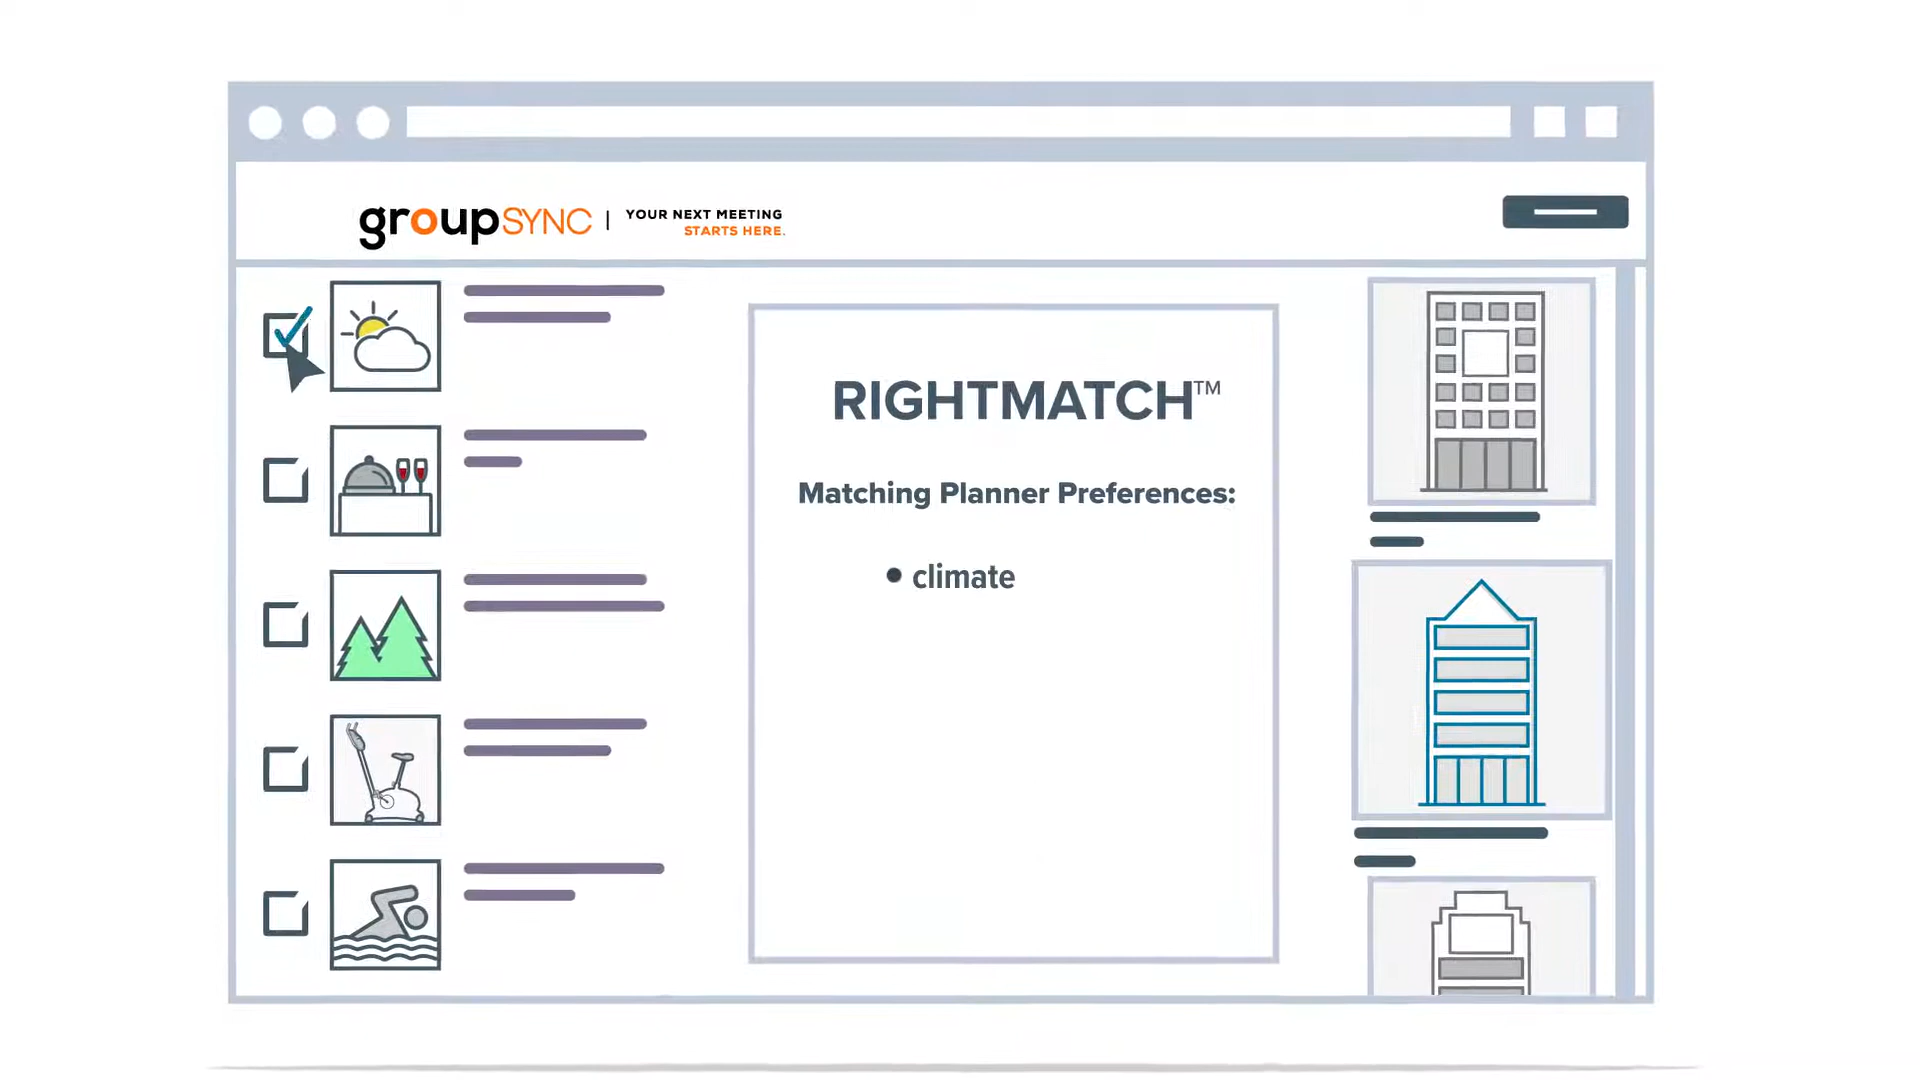 groupSYNC | YOUR NEXT MEETING
STARTS HERE.
RIGHTMATCH™
Matching Planner Preferences:
• climate